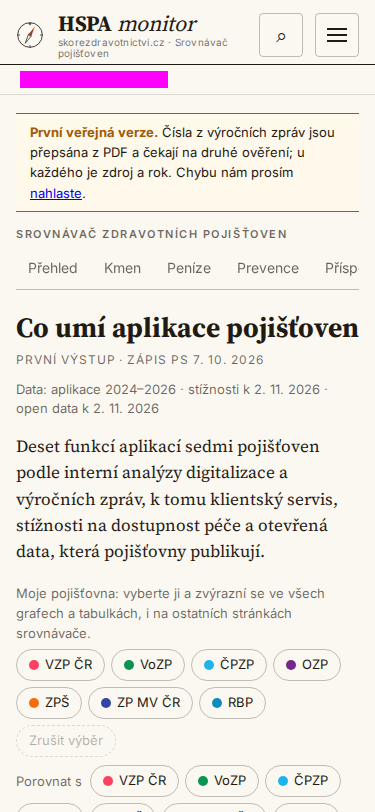 HSPA monitor
skorezdravotnictvi.cz · Srovnávač
pojišťoven
První veřejná verze. Čísla z výročních zpráv jsou
přepsána z PDF a čekají na druhé ověření; u
každého je zdroj a rok. Chybu nám prosím
nahlaste.
SROVNÁVAČ ZDRAVOTNÍCH POJIŠŤOVEN
Přehled Kmen Peníze Prevence Přísp
Co umí aplikace pojišťoven
PRVNÍ VÝSTUP · ZÁPIS PS 7. 10. 2026
Data: aplikace 2024–2026 · stížnosti k 2. 11. 2026 ·
open data k 2. 11. 2026
Deset funkcí aplikací sedmi pojišťoven
podle interní analýzy digitalizace a
výročních zpráv, k tomu klientský servis,
stížnosti na dostupnost péče a otevřená
data, která pojišťovny publikují.
Moje pojišťovna: vyberte ji a zvýrazní se ve všech
grafech a tabulkách, i na ostatních stránkách
srovnávače.
VZP ČR VoZP ČPZP OZP
ZPŠ ZP MV ČR RBP
Zrušit výběr
Porovnat s VZP ČR VoZP ČPZP